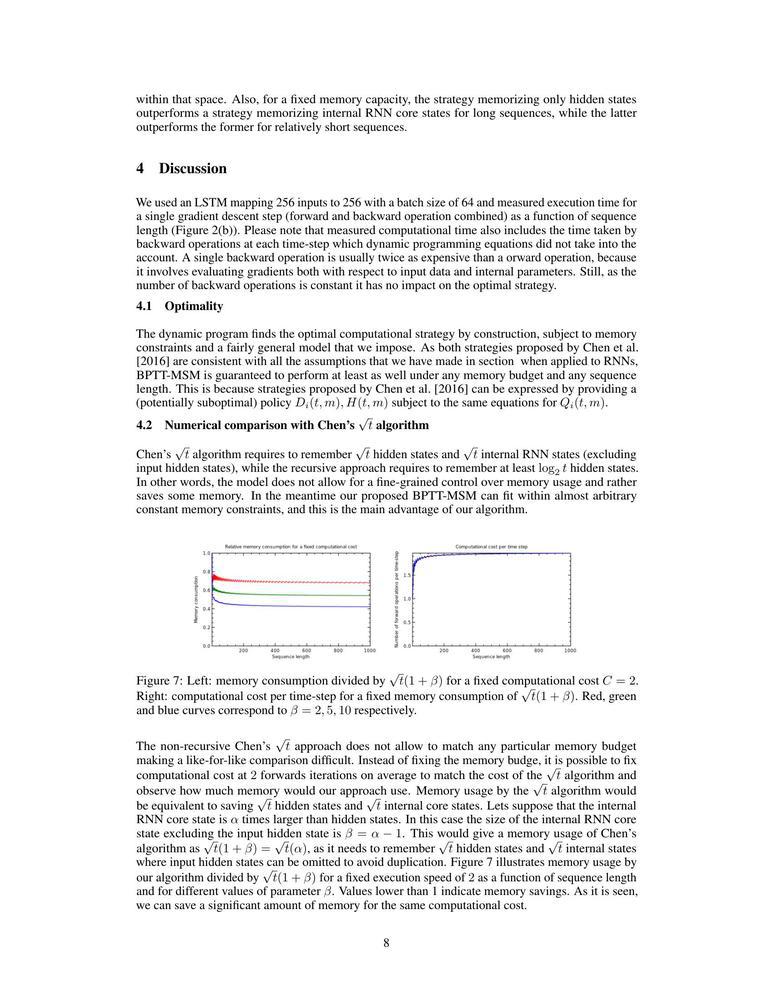 within that space. Also, for a fixed memory capacity, the strategy memorizing only hidden states
outperforms a strategy memorizing internal RNN core states for long sequences, while the latter
outperforms the former for relatively short sequences.
4 Discussion
We used an LSTM mapping 256 inputs to 256 with a batch size of 64 and measured execution time for
a single gradient descent step (forward and backward operation combined) as a function of sequence
length (Figure 2(b)). Please note that measured computational time also includes the time taken by
backward operations at each time-step which dynamic programming equations did not take into the
account. A single backward operation is usually twice as expensive than a orward operation, because
it involves evaluating gradients both with respect to input data and internal parameters. Still, as the
number of backward operations is constant it has no impact on the optimal strategy.
4.1 Optimality
The dynamic program finds the optimal computational strategy by construction, subject to memory
constraints and a fairly general model that we impose. As both strategies proposed by Chen et al.
[2016] are consistent with all the assumptions that we have made in section when applied to RNNs,
BPTT-MSM is guaranteed to perform at least as well under any memory budget and any sequence
length. This is because strategies proposed by Chen et al. [2016] can be expressed by providing a
(potentially suboptimal) policy D_i(t, m), H(t, m) subject to the same equations for Q_i(t, m).
4.2 Numerical comparison with Chen's √t algorithm
Chen's √t algorithm requires to remember √t hidden states and √t internal RNN states (excluding
input hidden states), while the recursive approach requires to remember at least log₂ t hidden states.
In other words, the model does not allow for a fine-grained control over memory usage and rather
saves some memory. In the meantime our proposed BPTT-MSM can fit within almost arbitrary
constant memory constraints, and this is the main advantage of our algorithm.
Relative memory consumption for a fixed computational cost
Memory consumption
1.0
0.8
0.6
0.4
0.2
0.0
200 400 600 800 1000
Sequence length
Computational cost per time step
Number of forward operations per time-step
1.5
1.0
0.5
0.0
200 400 600 800 1000
Sequence length
Figure 7: Left: memory consumption divided by √t(1 + β) for a fixed computational cost C = 2.
Right: computational cost per time-step for a fixed memory consumption of √t(1 + β). Red, green
and blue curves correspond to β = 2, 5, 10 respectively.
The non-recursive Chen's √t approach does not allow to match any particular memory budget
making a like-for-like comparison difficult. Instead of fixing the memory budge, it is possible to fix
computational cost at 2 forwards iterations on average to match the cost of the √t algorithm and
observe how much memory would our approach use. Memory usage by the √t algorithm would
be equivalent to saving √t hidden states and √t internal core states. Lets suppose that the internal
RNN core state is α times larger than hidden states. In this case the size of the internal RNN core
state excluding the input hidden state is β = α − 1. This would give a memory usage of Chen's
algorithm as √t(1 + β) = √t(α), as it needs to remember √t hidden states and √t internal states
where input hidden states can be omitted to avoid duplication. Figure 7 illustrates memory usage by
our algorithm divided by √t(1 + β) for a fixed execution speed of 2 as a function of sequence length
and for different values of parameter β. Values lower than 1 indicate memory savings. As it is seen,
we can save a significant amount of memory for the same computational cost.
8